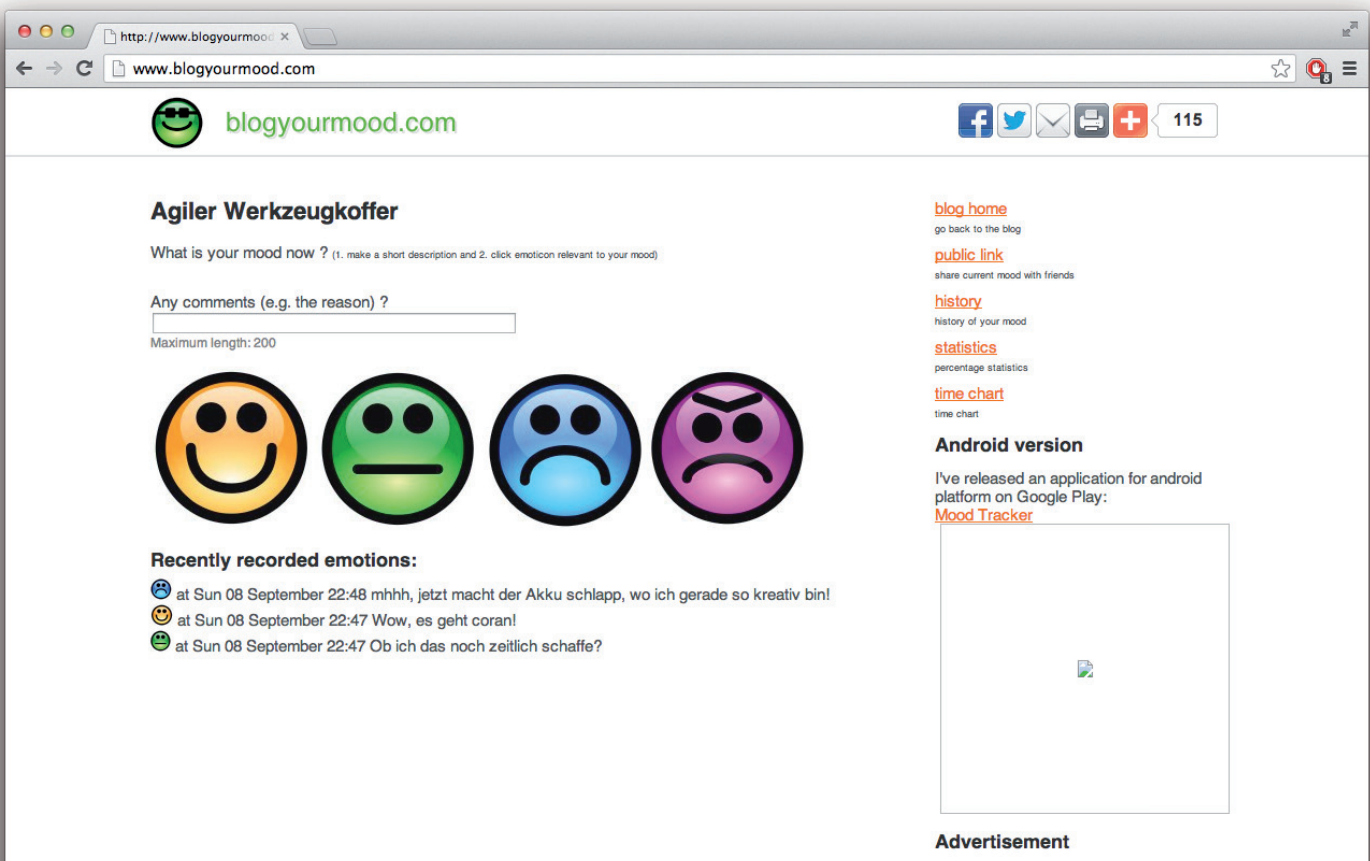 http://www.blogyourmood
www.blogyourmood.com
8
blogyourmood.com
115
Agiler Werkzeugkoffer
What is your mood now ? (1. make a short description and 2. click emoticon relevant to your mood)
Any comments (e.g. the reason) ?
Maximum length: 200
Recently recorded emotions:
at Sun 08 September 22:48 mhhh, jetzt macht der Akku schlapp, wo ich gerade so kreativ bin!
at Sun 08 September 22:47 Wow, es geht coran!
at Sun 08 September 22:47 Ob ich das noch zeitlich schaffe?
blog home
go back to the blog
public link
share current mood with friends
history
history of your mood
statistics
percentage statistics
time chart
time chart
Android version
I've released an application for android
platform on Google Play:
Mood Tracker
Advertisement